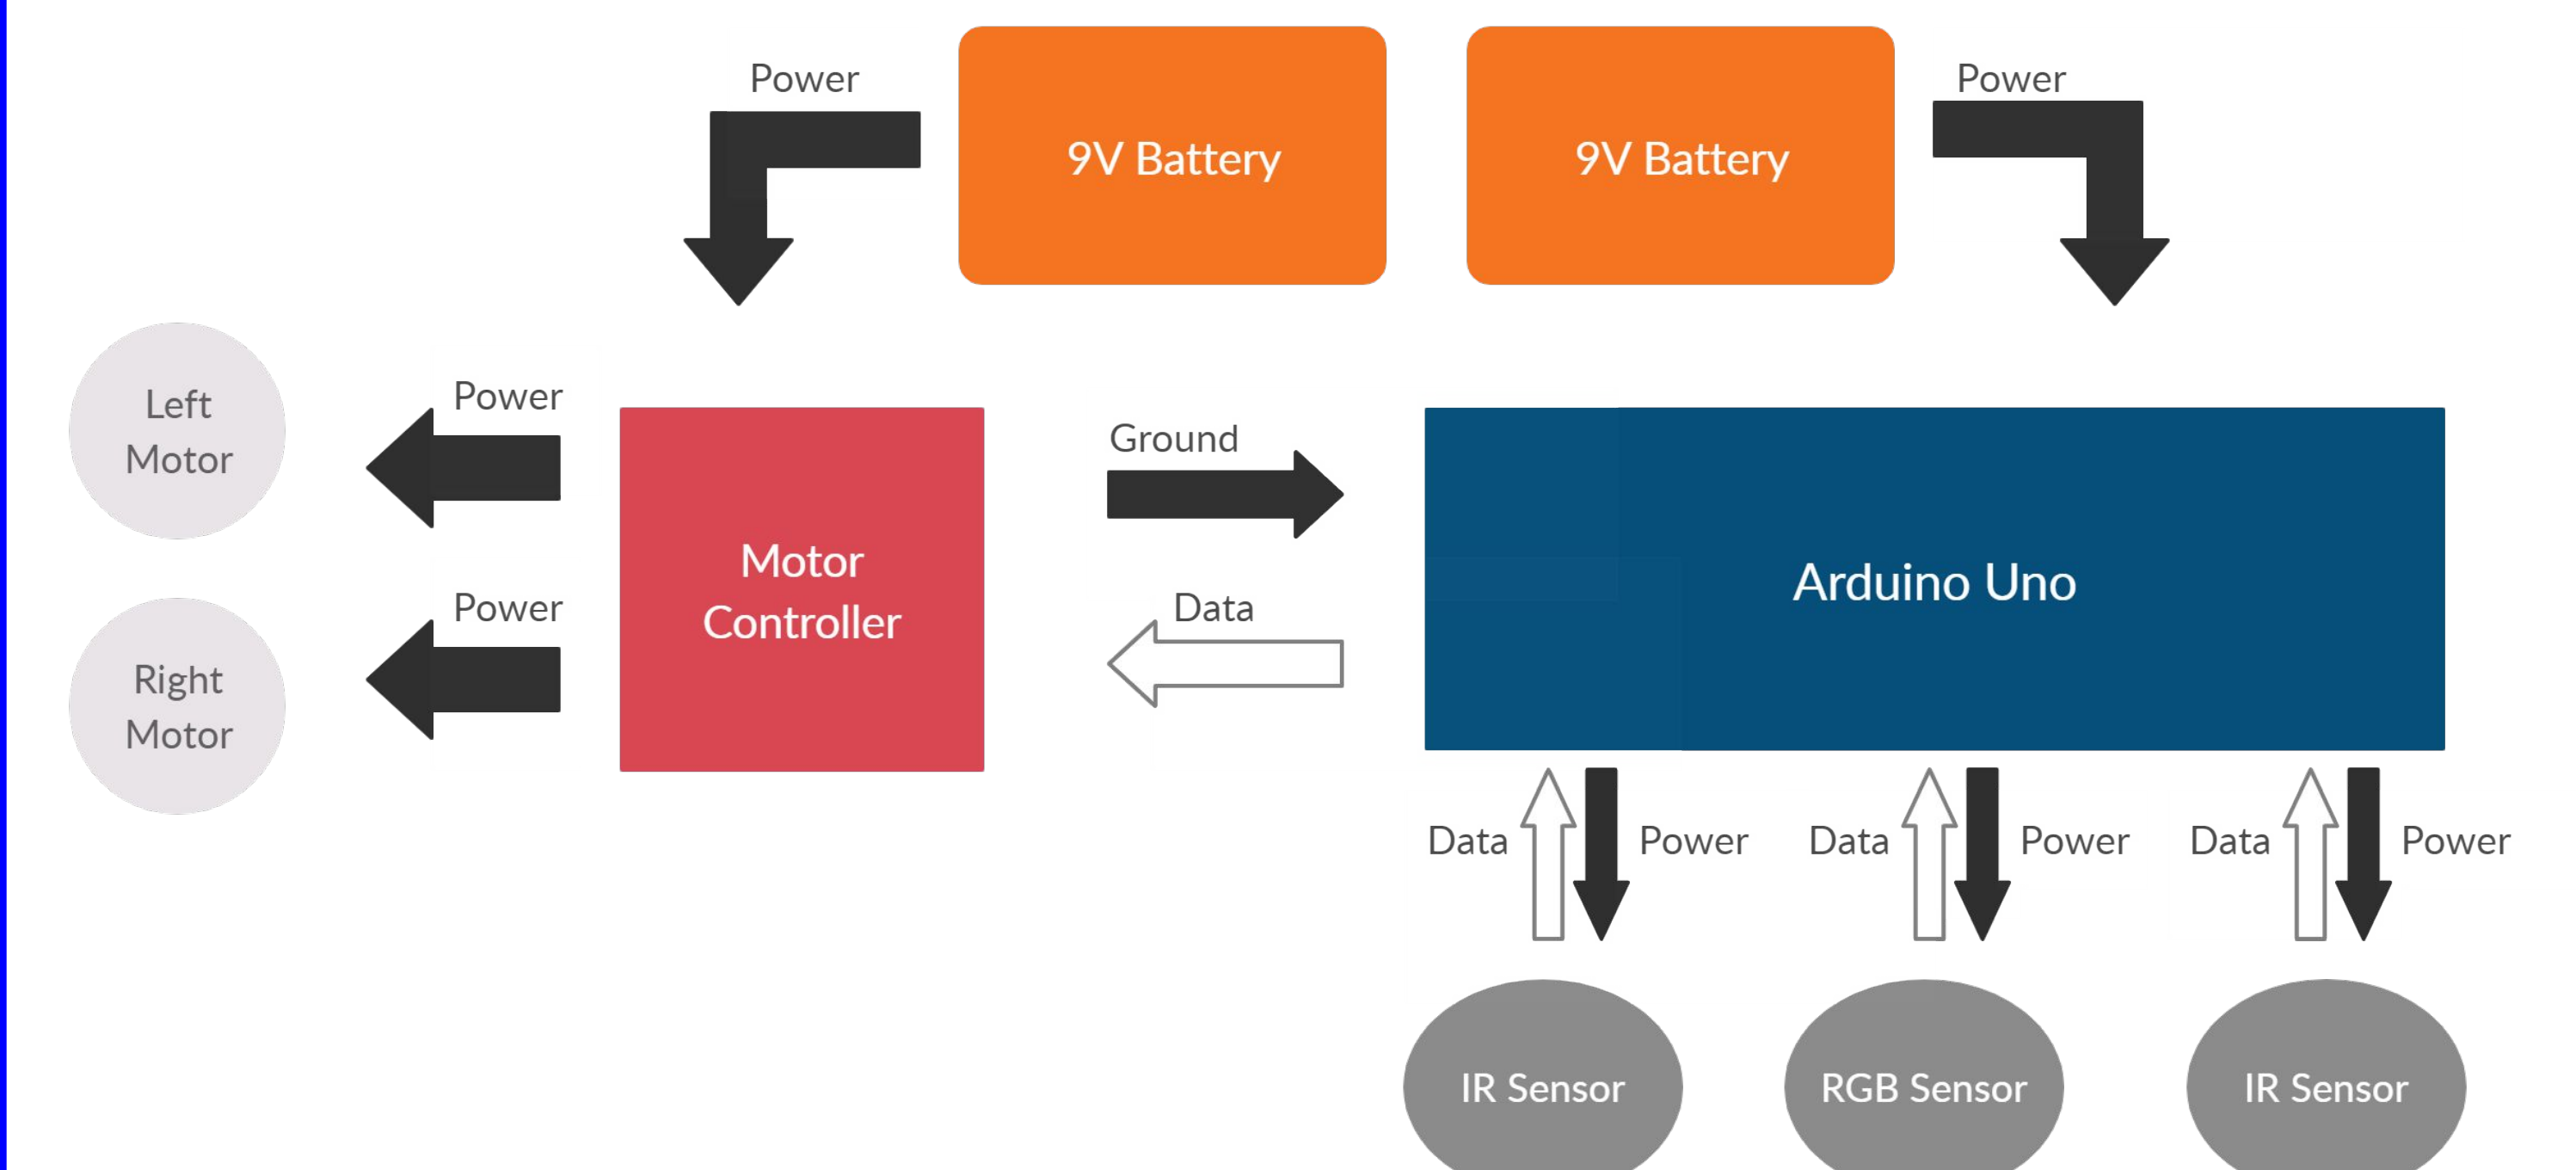 Power
9V Battery
9V Battery
Power
Left
Motor
Power
Ground
Motor
Controller
Arduino Uno
Right
Motor
Power
Data
Data
Power
Data
Power
Data
Power
IR Sensor
RGB Sensor
IR Sensor